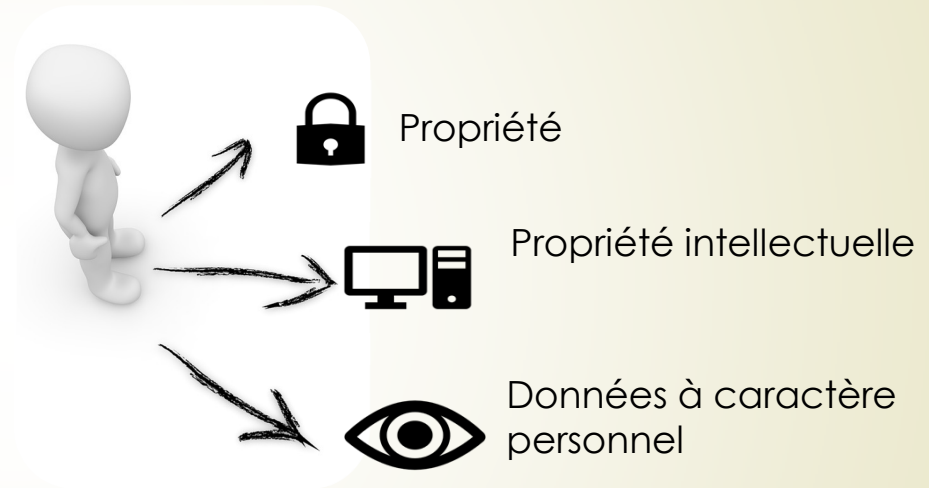 Propriété
Propriété intellectuelle
Données à caractère
personnel